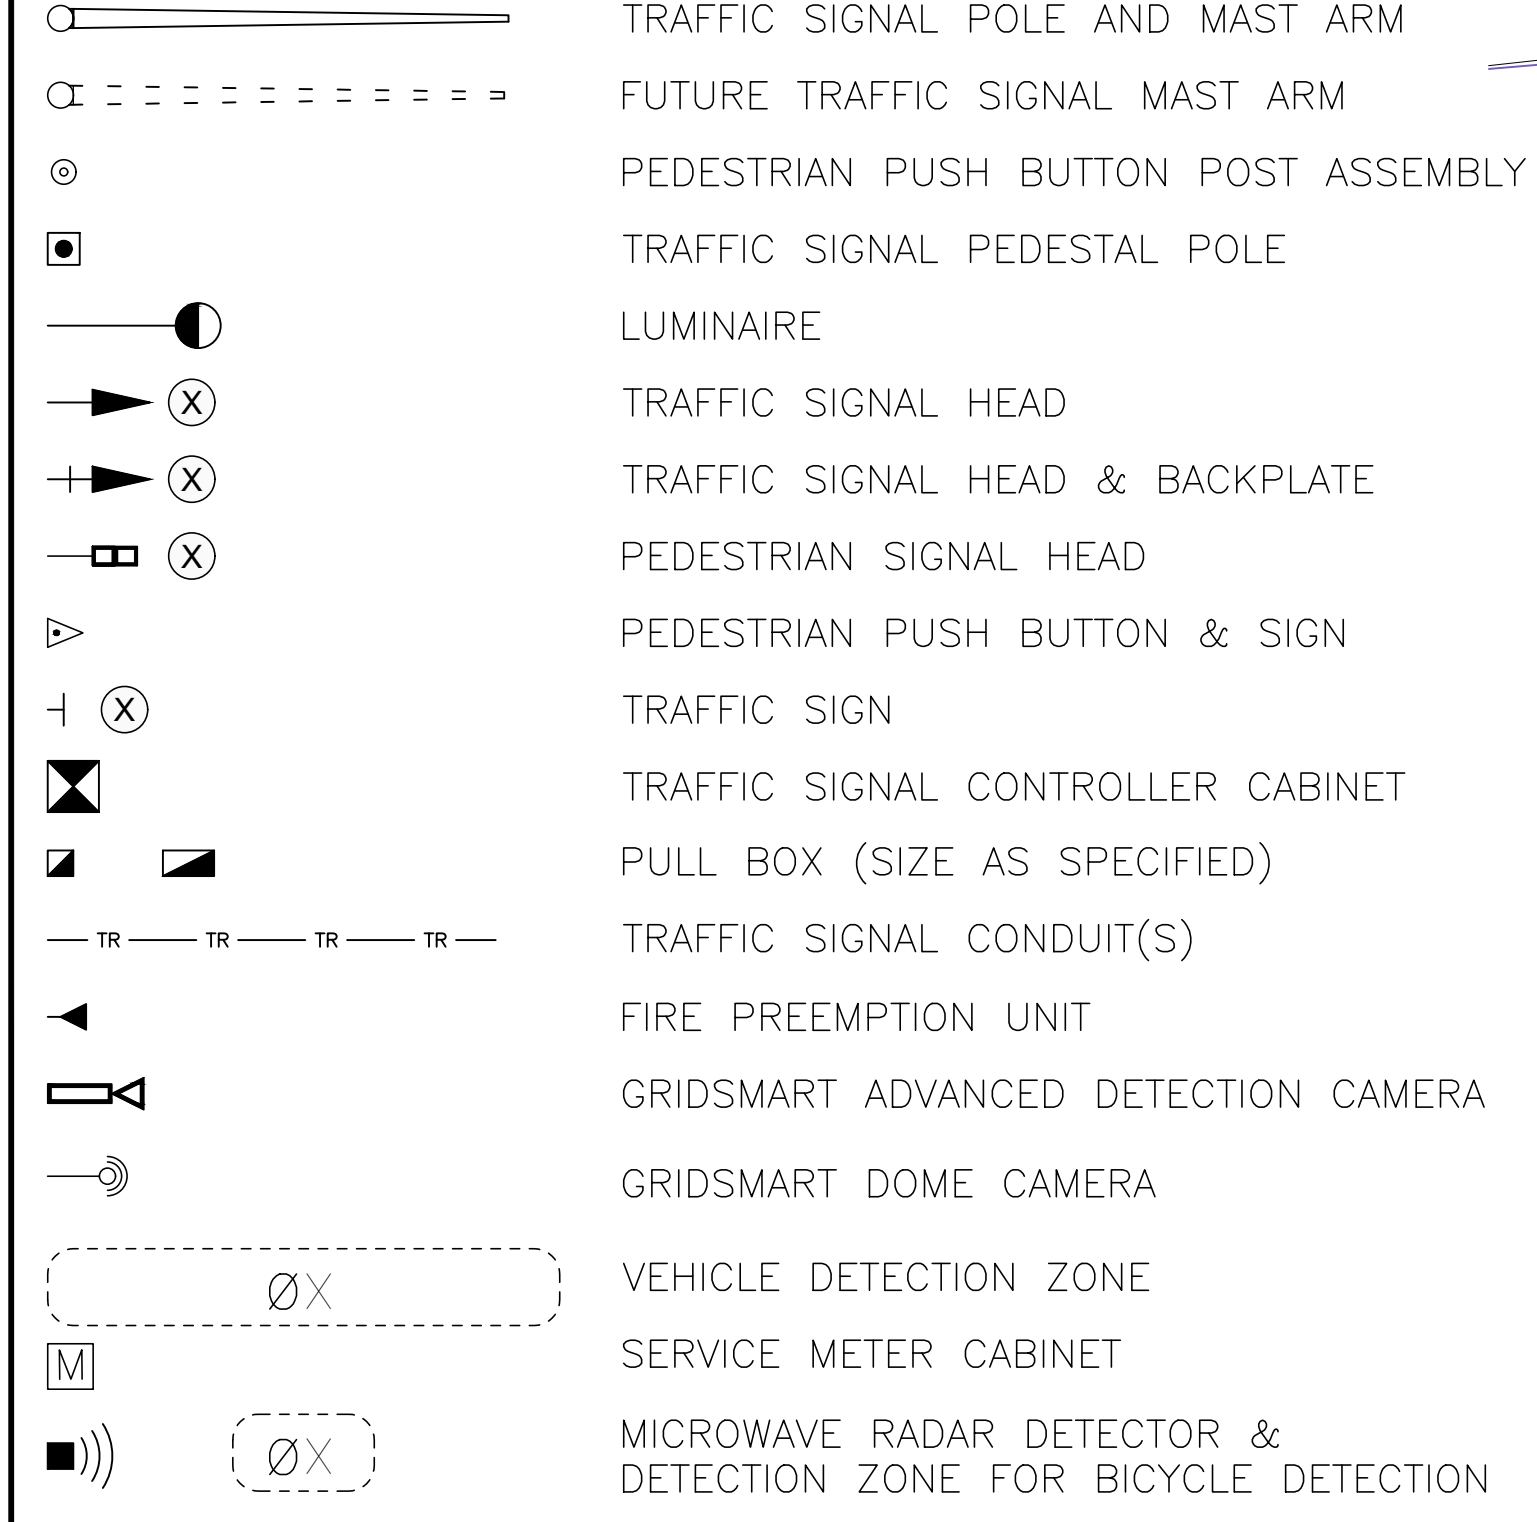 TRAFFIC SIGNAL POLE AND MAST ARM
FUTURE TRAFFIC SIGNAL MAST ARM
PEDESTRIAN PUSH BUTTON POST ASSEMBLY
TRAFFIC SIGNAL PEDESTAL POLE
LUMINAIRE
X TRAFFIC SIGNAL HEAD
X TRAFFIC SIGNAL HEAD & BACKPLATE
X PEDESTRIAN SIGNAL HEAD
PEDESTRIAN PUSH BUTTON & SIGN
X TRAFFIC SIGN
TRAFFIC SIGNAL CONTROLLER CABINET
PULL BOX (SIZE AS SPECIFIED)
TR TR TR TR TRAFFIC SIGNAL CONDUIT(S)
FIRE PREEMPTION UNIT
GRIDSMART ADVANCED DETECTION CAMERA
GRIDSMART DOME CAMERA
ØX VEHICLE DETECTION ZONE
M SERVICE METER CABINET
ØX MICROWAVE RADAR DETECTOR &
DETECTION ZONE FOR BICYCLE DETECTION